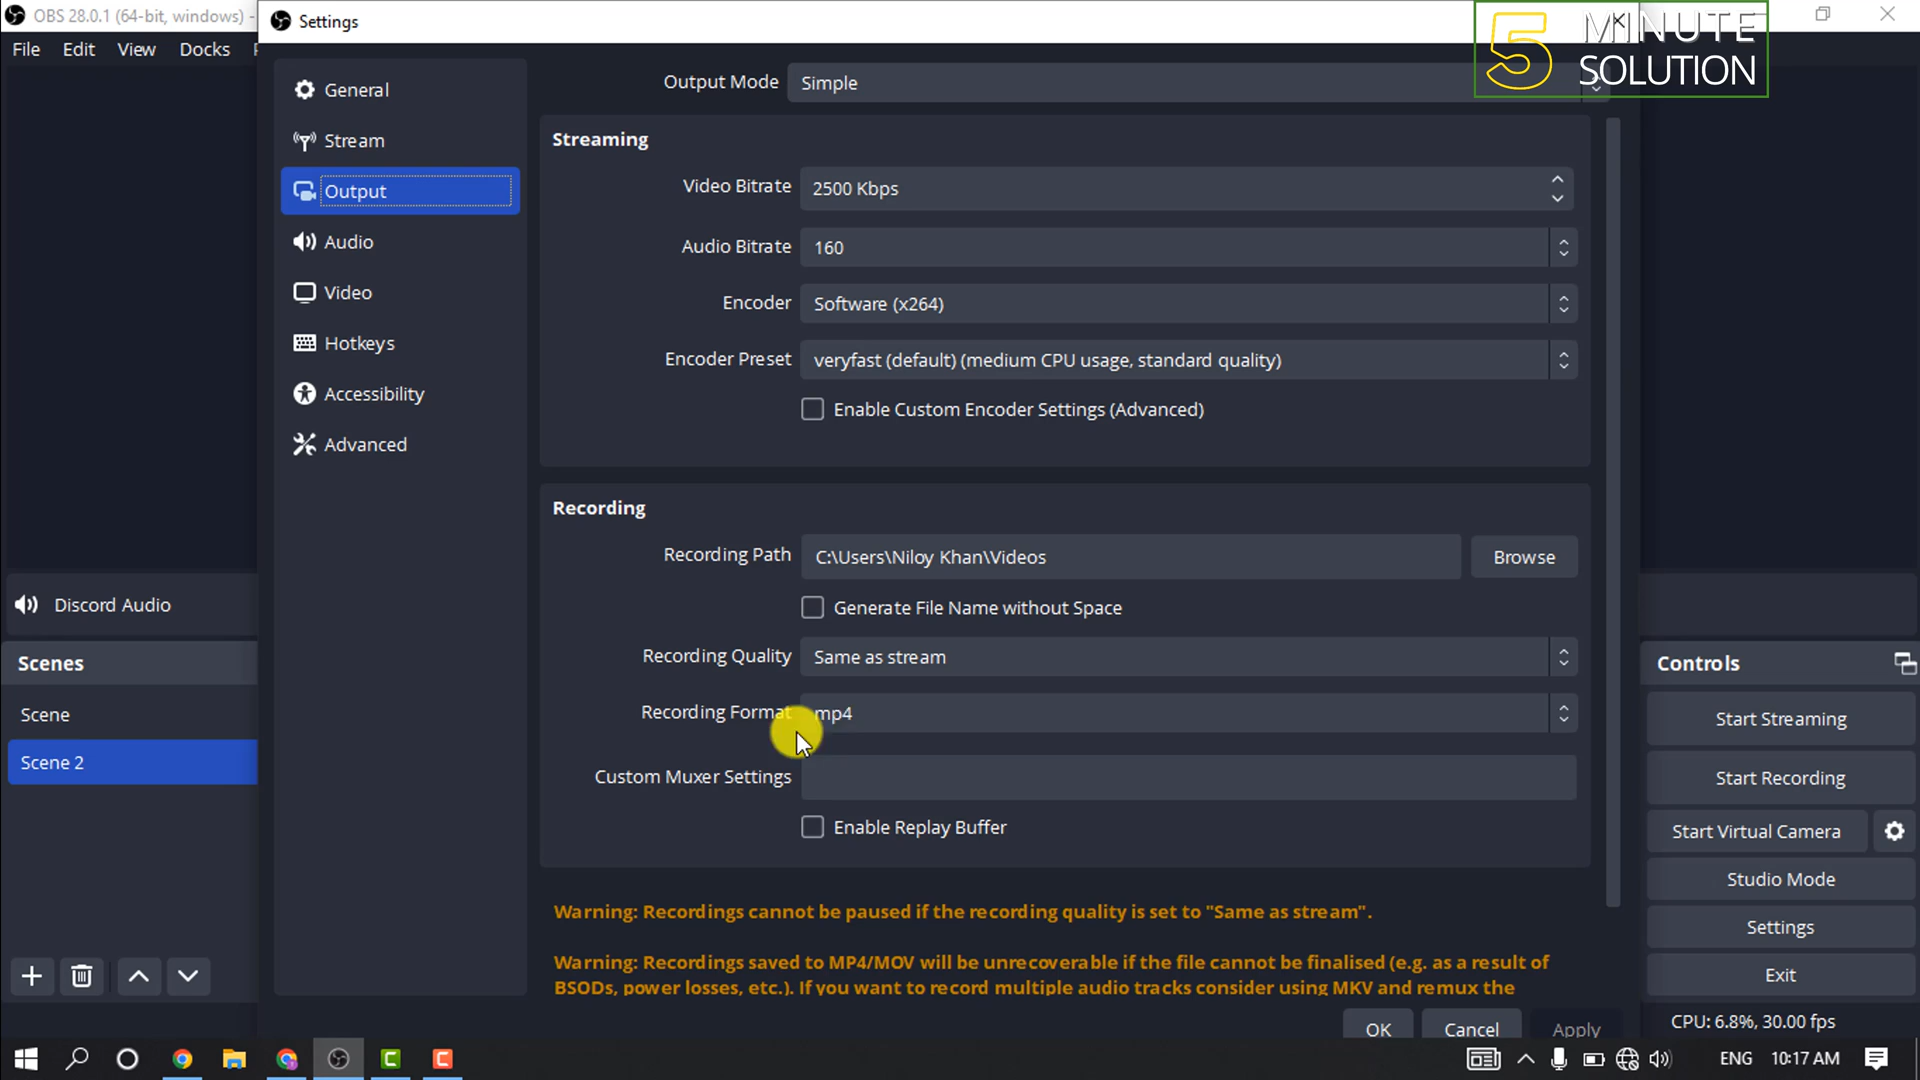 OBS 28.0.1 (64-bit, windows) -
Settings
5 MINUTE
SOLUTION
File Edit View Docks
General
Stream
Output
Audio
Video
Hotkeys
Accessibility
Advanced
Output Mode Simple
Streaming
Video Bitrate 2500 Kbps
Audio Bitrate 160
Encoder Software (x264)
Encoder Preset veryfast (default) (medium CPU usage, standard quality)
Enable Custom Encoder Settings (Advanced)
Recording
Recording Path C:\Users\Niloy Khan\Videos Browse
Generate File Name without Space
Recording Quality Same as stream
Recording Format mp4
Custom Muxer Settings
Enable Replay Buffer
Warning: Recordings cannot be paused if the recording quality is set to "Same as stream".
Warning: Recordings saved to MP4/MOV will be unrecoverable if the file cannot be finalised (e.g. as a result of
BSODs, power losses, etc.). If you want to record multiple audio tracks consider using MKV and remux the
OK Cancel Apply
Discord Audio
Scenes
Scene
Scene 2
Controls
Start Streaming
Start Recording
Start Virtual Camera
Studio Mode
Settings
Exit
CPU: 6.8%, 30.00 fps
ENG 10:17 AM